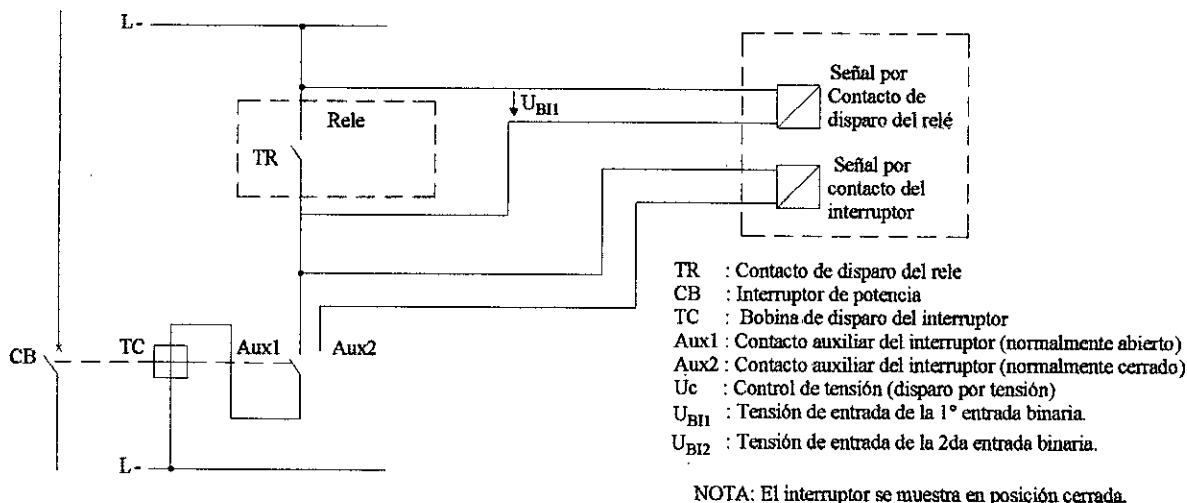 L-
Rele
TR
U_BI1
Señal por
Contacto de
disparo del relé
Señal por
contacto del
interruptor
CB
TC
Aux1
Aux2
L-
TR : Contacto de disparo del rele
CB : Interruptor de potencia
TC : Bobina de disparo del interruptor
Aux1 : Contacto auxiliar del interruptor (normalmente abierto)
Aux2 : Contacto auxiliar del interruptor (normalmente cerrado)
Uc : Control de tensión (disparo por tensión)
U_BI1 : Tensión de entrada de la 1° entrada binaria.
U_BI2 : Tensión de entrada de la 2da entrada binaria.
NOTA: El interruptor se muestra en posición cerrada.